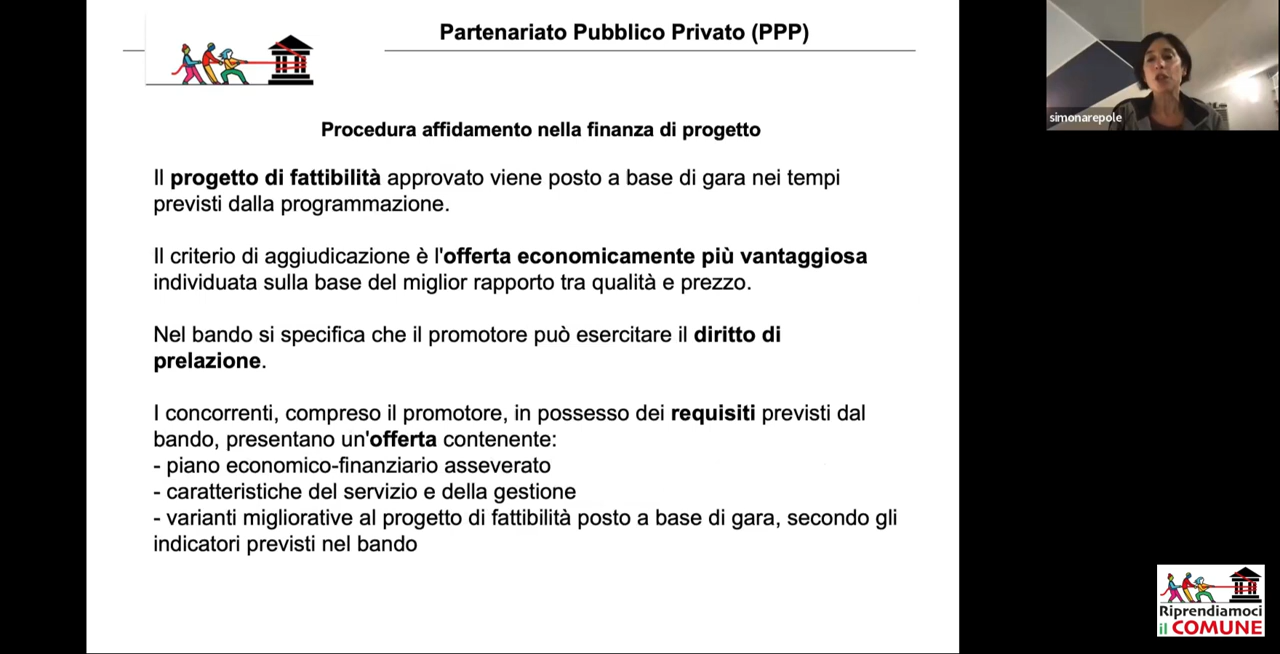 Partenariato Pubblico Privato (PPP)
simonarepole
Procedura affidamento nella finanza di progetto
Il progetto di fattibilità approvato viene posto a base di gara nei tempi
previsti dalla programmazione.
Il criterio di aggiudicazione è l'offerta economicamente più vantaggiosa
individuata sulla base del miglior rapporto tra qualità e prezzo.
Nel bando si specifica che il promotore può esercitare il diritto di
prelazione.
I concorrenti, compreso il promotore, in possesso dei requisiti previsti dal
bando, presentano un'offerta contenente:
- piano economico-finanziario asseverato
- caratteristiche del servizio e della gestione
- varianti migliorative al progetto di fattibilità posto a base di gara, secondo gli
indicatori previsti nel bando
Riprendiamoci
il COMUNE